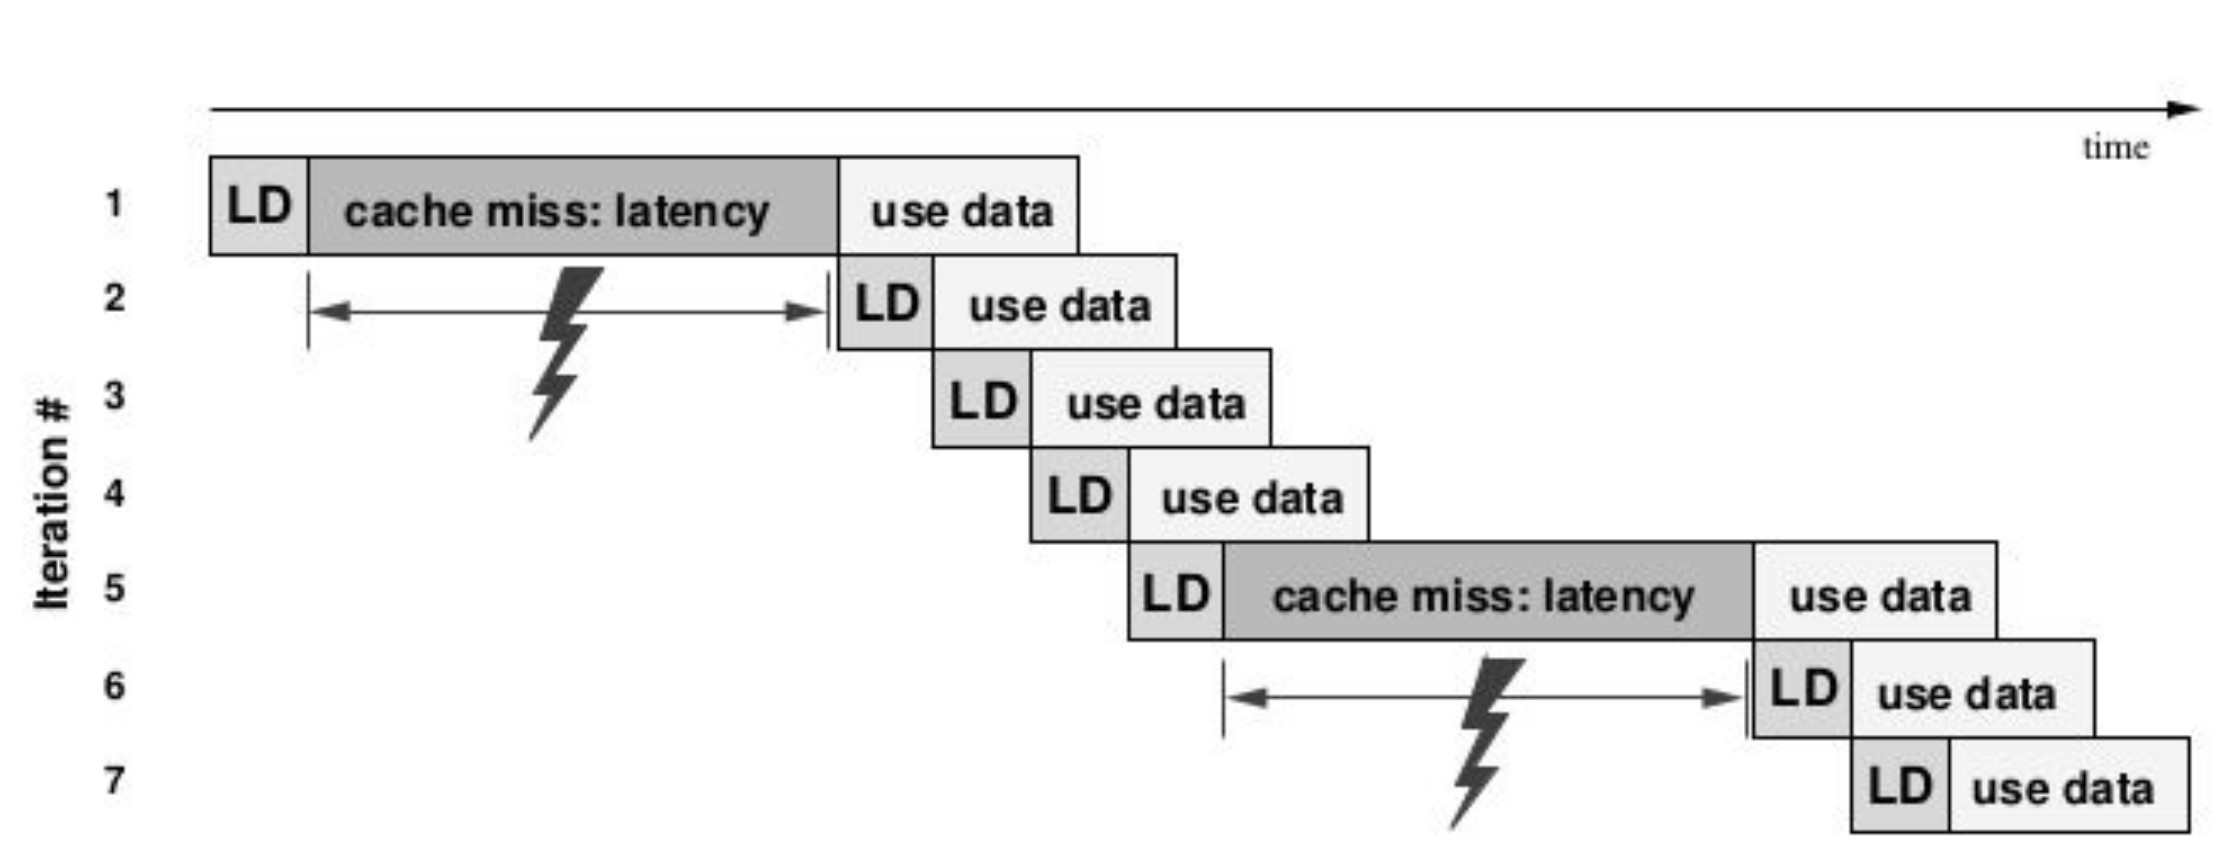 time
1 LD cache miss: latency use data
2 LD use data
3 LD use data
4 LD use data
5 LD cache miss: latency use data
6 LD use data
7 LD use data
Iteration #